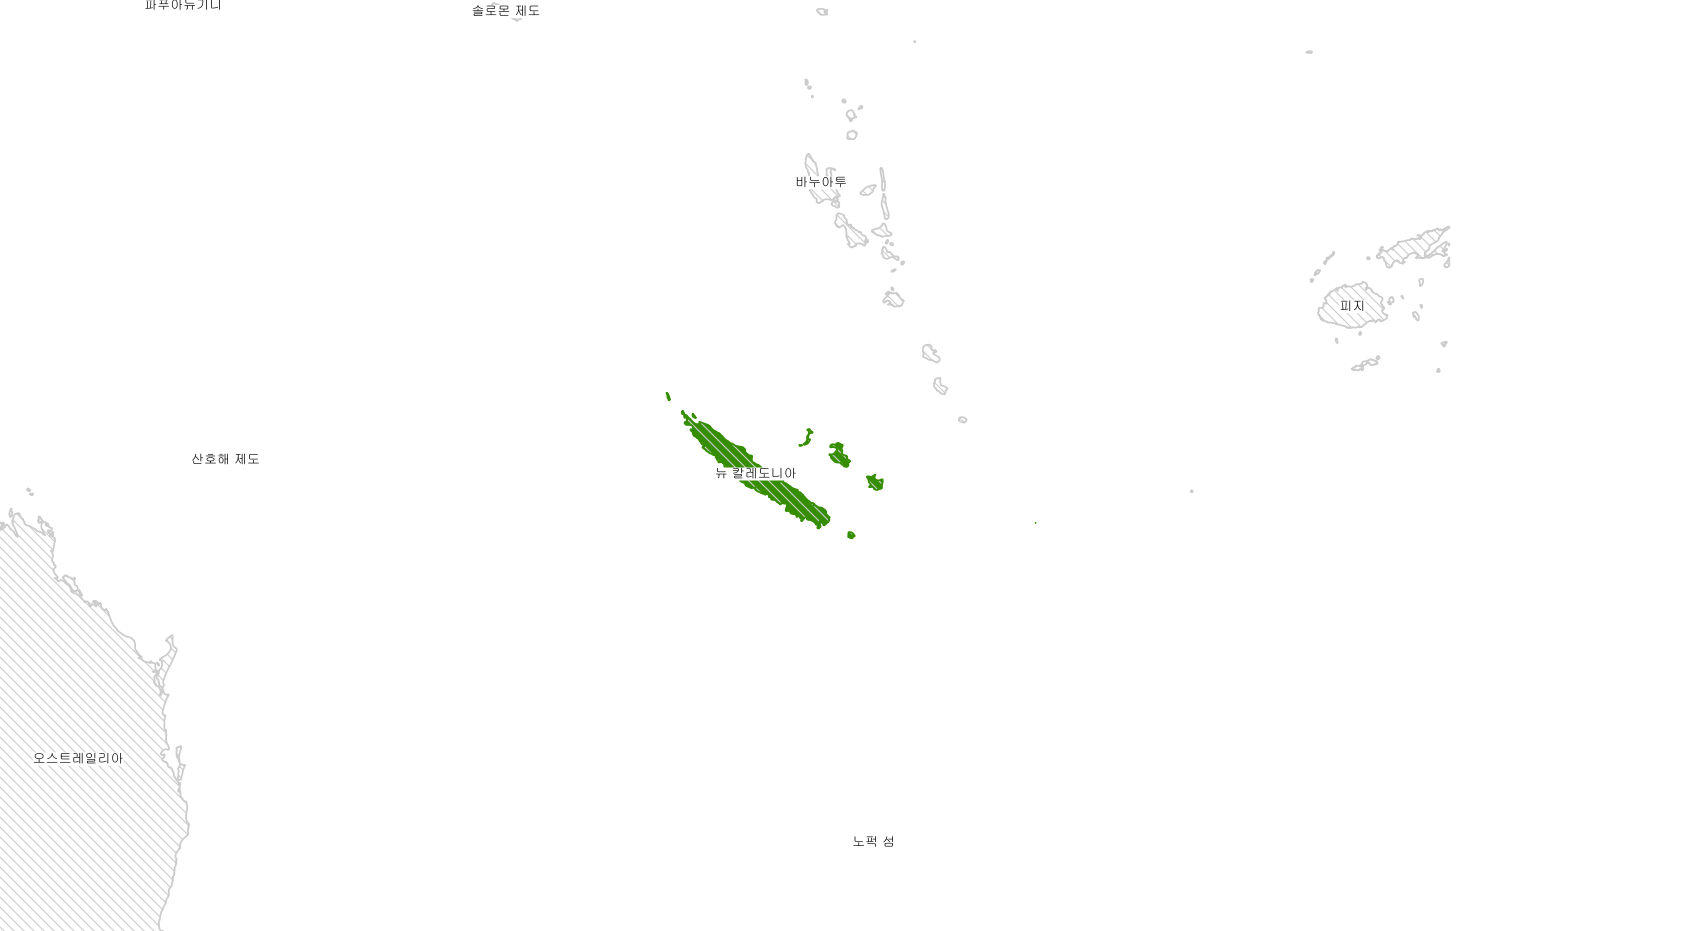 파푸아뉴기니
솔로몬 제도
바누아투
피지
산호해 제도
뉴 칼레도니아
오스트레일리아
노퍽 섬